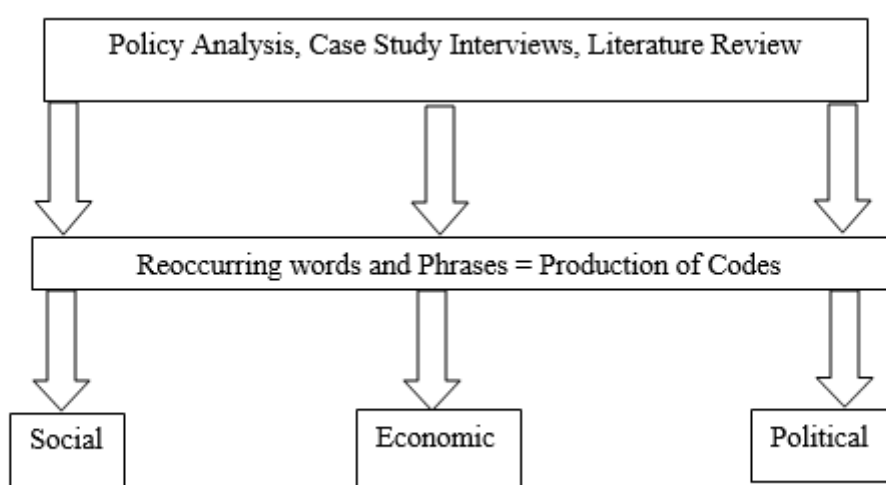 Policy Analysis, Case Study Interviews, Literature Review
Reoccurring words and Phrases = Production of Codes
Social
Economic
Political